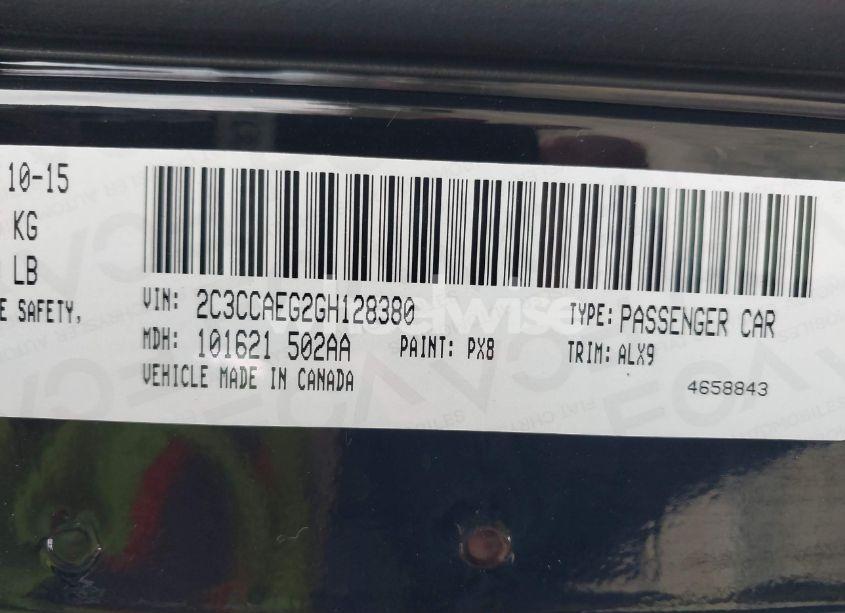 10-15
KG
LB
E SAFETY,
VIN: 2C3CCAEG2GH128380
TYPE: PASSENGER CAR
MDH: 101621 502AA
PAINT: PX8
TRIM: ALX9
VEHICLE MADE IN CANADA
4658843